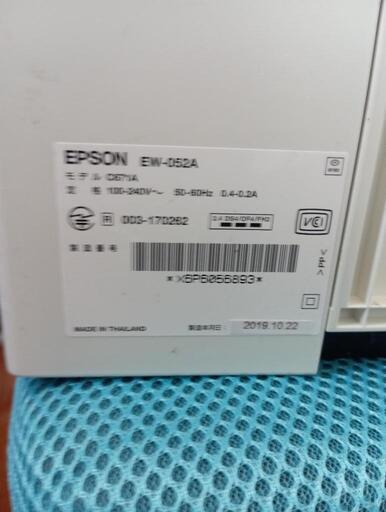 EPSON EW-052A
モデル C671A
定 格 100-240V～ 50-60Hz 0.4-0.2A
003-170262
2.4 DS4/OF4/FH2
VCI
製造番号
*X6P6056893*
MADE IN THAILAND
製造年月日: 2019.10.22
>PP<